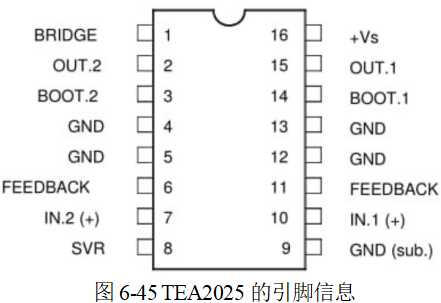 BRIDGE 1 16 +Vs
OUT.2 2 15 OUT.1
BOOT.2 3 14 BOOT.1
GND 4 13 GND
GND 5 12 GND
FEEDBACK 6 11 FEEDBACK
IN.2 (+) 7 10 IN.1 (+)
SVR 8 9 GND (sub.)
图 6-45 TEA2025 的引脚信息